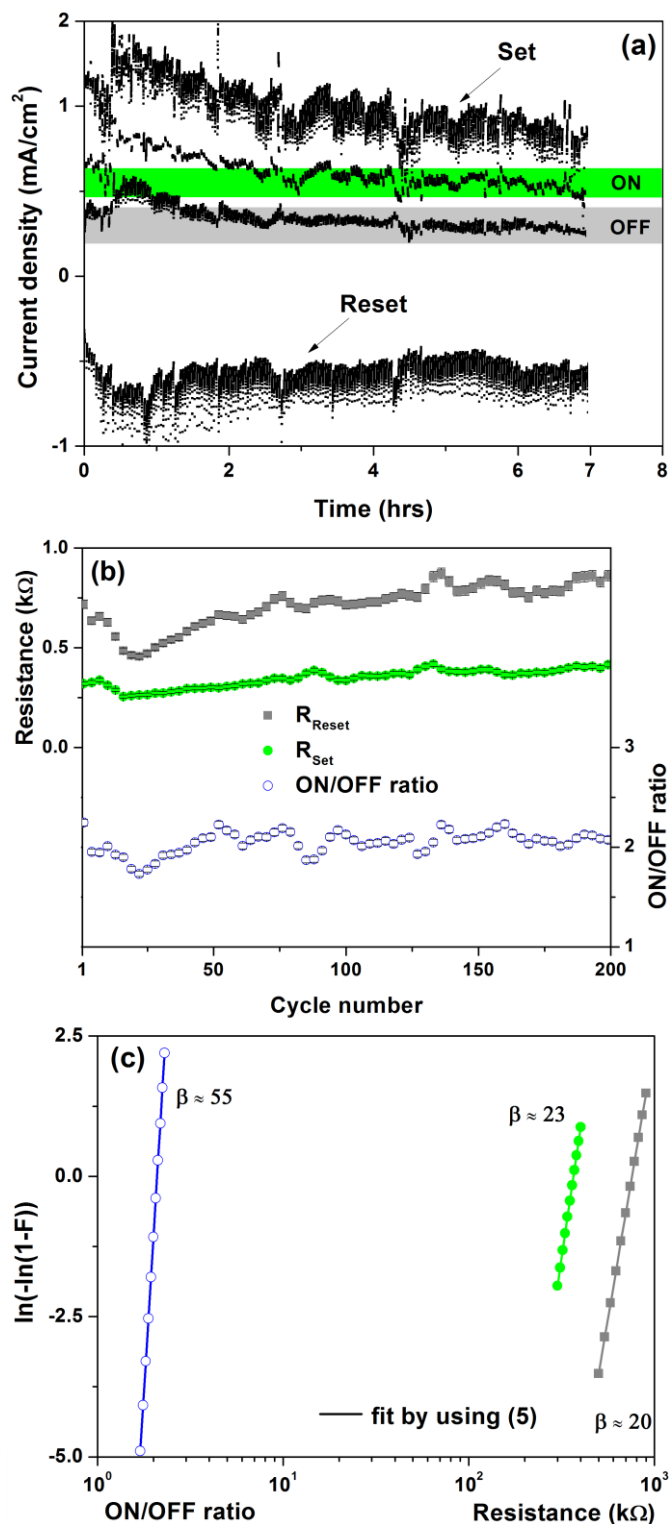 2
(a)
Set
1
ON
OFF
0
Reset
-1
0 2 4 6 7 8
Current density (mA/cm²)
Time (hrs)
(b)
1.0
0.5
0.0
Resistance (kΩ)
R_Reset
R_Set
ON/OFF ratio
3
2
1
ON/OFF ratio
1 50 100 150 200
Cycle number
(c)
2.5
0.0
-2.5
-5.0
ln(-ln(1-F))
β ≈ 55
β ≈ 23
β ≈ 20
fit by using (5)
10⁰ 10¹ 10² 10³
ON/OFF ratio Resistance (kΩ)